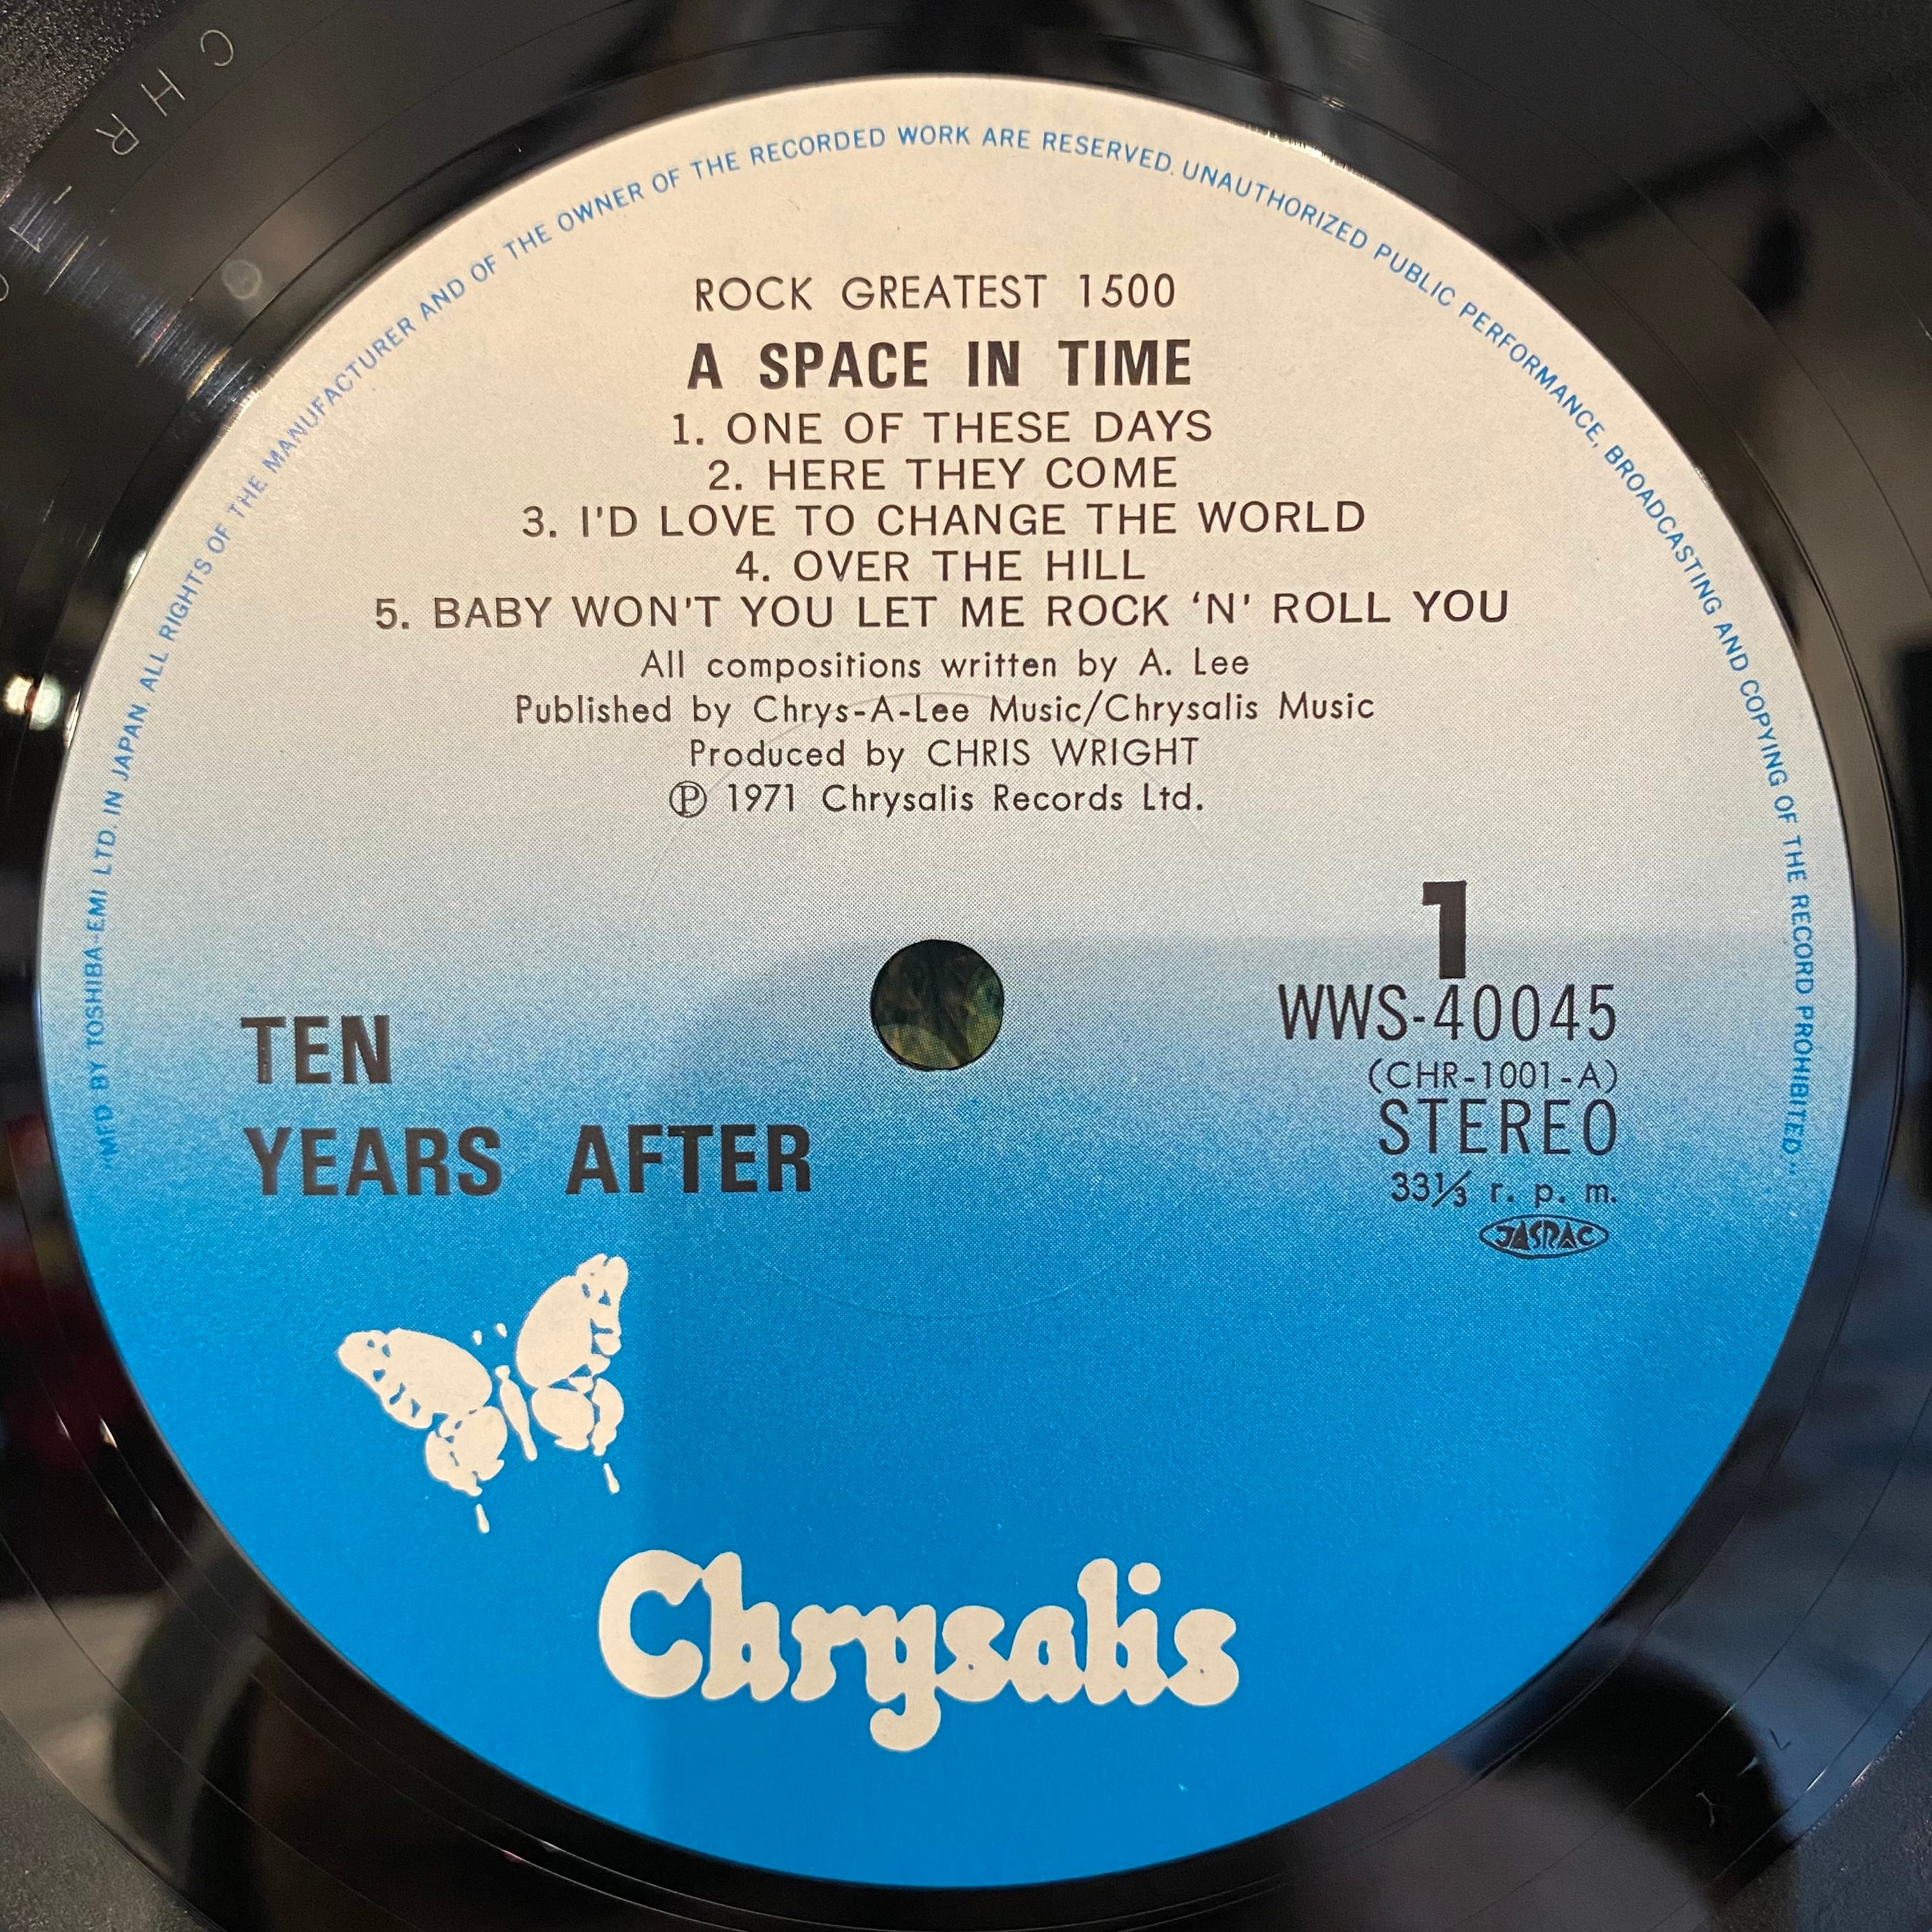 "MFD BY TOSHIBA-EMI LTD. IN JAPAN. ALL RIGHTS OF THE MANUFACTURER AND OF THE OWNER OF THE RECORDED WORK ARE RESERVED. UNAUTHORIZED PUBLIC PERFORMANCE, BROADCASTING AND COPYING OF THE RECORD PROHIBITED"
ROCK GREATEST 1500
A SPACE IN TIME
1. ONE OF THESE DAYS
2. HERE THEY COME
3. I'D LOVE TO CHANGE THE WORLD
4. OVER THE HILL
5. BABY WON'T YOU LET ME ROCK 'N' ROLL YOU
All compositions written by A. Lee
Published by Chrys-A-Lee Music/Chrysalis Music
Produced by CHRIS WRIGHT
Ⓟ 1971 Chrysalis Records Ltd.
1
WWS-40045
(CHR-1001-A)
STEREO
33⅓ r. p. m.
JASRAC
TEN
YEARS AFTER
Chrysalis
CHR-